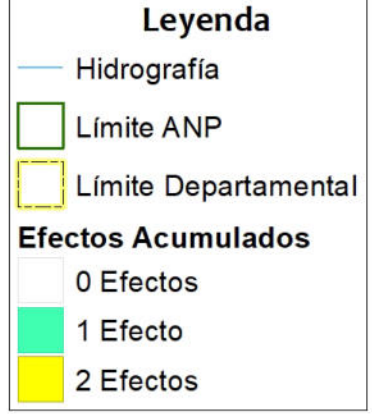 Leyenda
Hidrografía
Límite ANP
Límite Departamental
Efectos Acumulados
0 Efectos
1 Efecto
2 Efectos